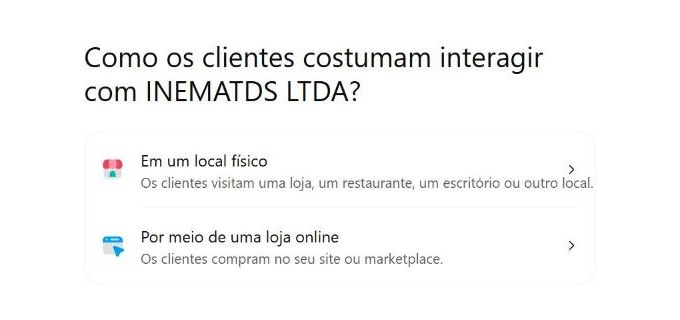 Como os clientes costumam interagir
com INEMATDS LTDA?
Em um local físico
Os clientes visitam uma loja, um restaurante, um escritório ou outro local.
Por meio de uma loja online
Os clientes compram no seu site ou marketplace.